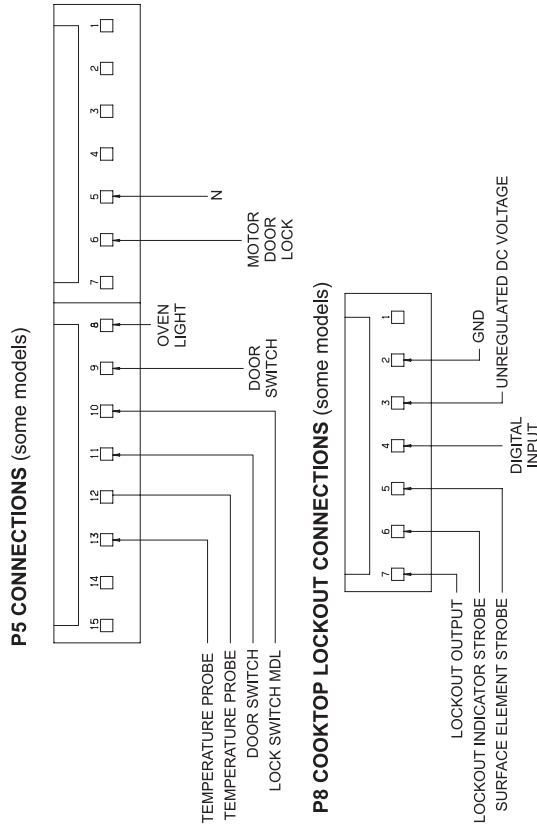 P5 CONNECTIONS (some models)
15 14 13 12 11 10 9 8 7 6 5 4 3 2 1
TEMPERATURE PROBE
TEMPERATURE PROBE
DOOR SWITCH
LOCK SWITCH MDL
DOOR
SWITCH
OVEN
LIGHT
MOTOR
DOOR
LOCK
N
P8 COOKTOP LOCKOUT CONNECTIONS (some models)
7 6 5 4 3 2 1
LOCKOUT OUTPUT
LOCKOUT INDICATOR STROBE
SURFACE ELEMENT STROBE
DIGITAL
INPUT
GND
UNREGULATED DC VOLTAGE